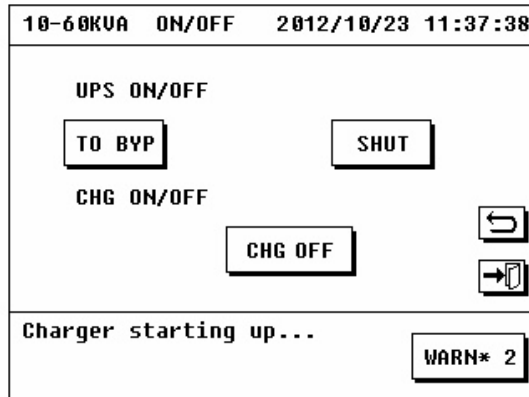 10-60KVA ON/OFF 2012/10/23 11:37:38
UPS ON/OFF
TO BYP SHUT
CHG ON/OFF
CHG OFF
Charger starting up...
WARN* 2